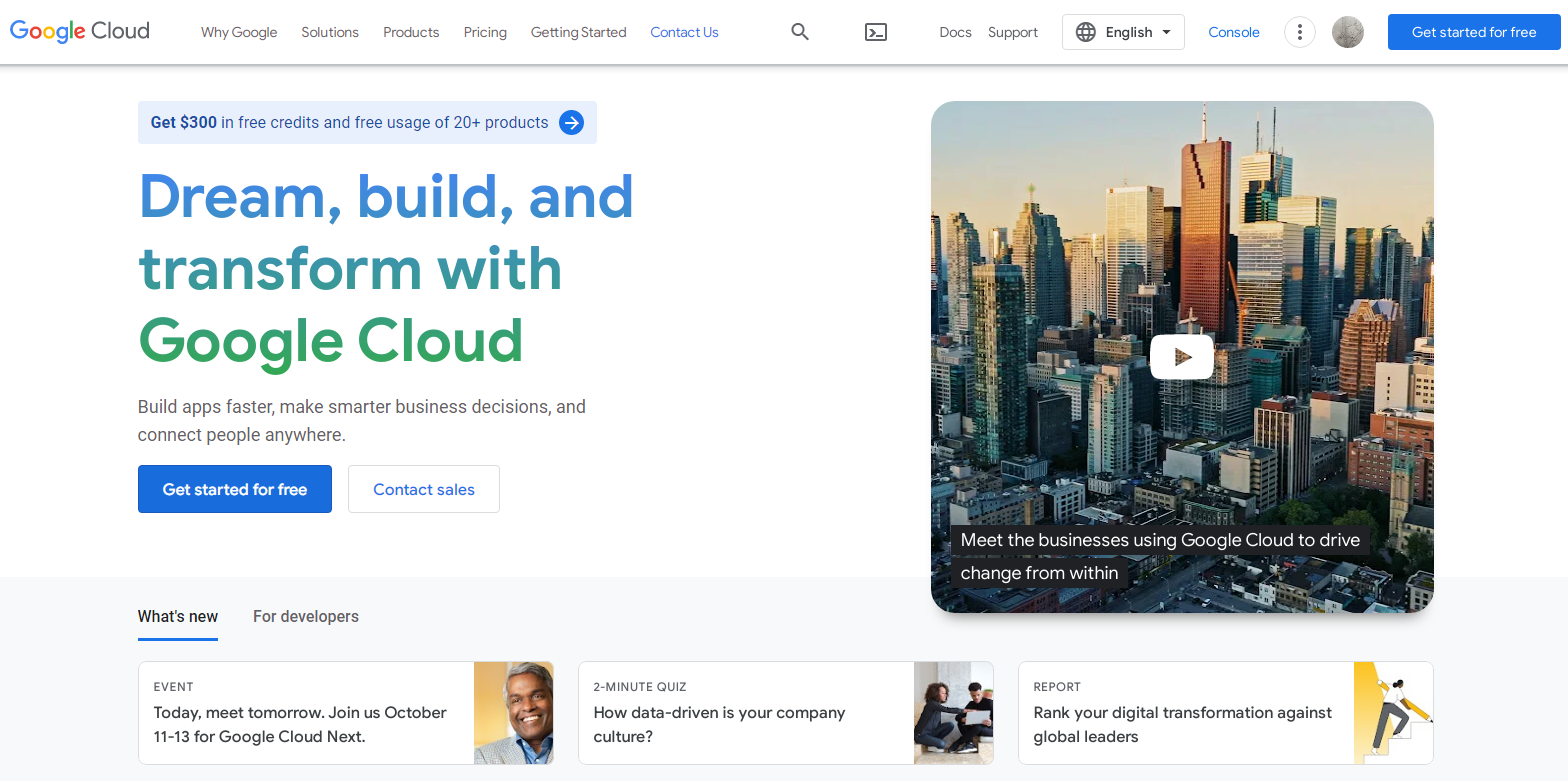 Google Cloud
Why Google
Solutions
Products
Pricing
Getting Started
Contact Us
Docs
Support
English
Console
Get started for free
Get $300 in free credits and free usage of 20+ products
Dream, build, and
transform with
Google Cloud
Build apps faster, make smarter business decisions, and
connect people anywhere.
Get started for free
Contact sales
Meet the businesses using Google Cloud to drive
change from within
What's new
For developers
EVENT
Today, meet tomorrow. Join us October
11-13 for Google Cloud Next.
2-MINUTE QUIZ
How data-driven is your company
culture?
REPORT
Rank your digital transformation against
global leaders